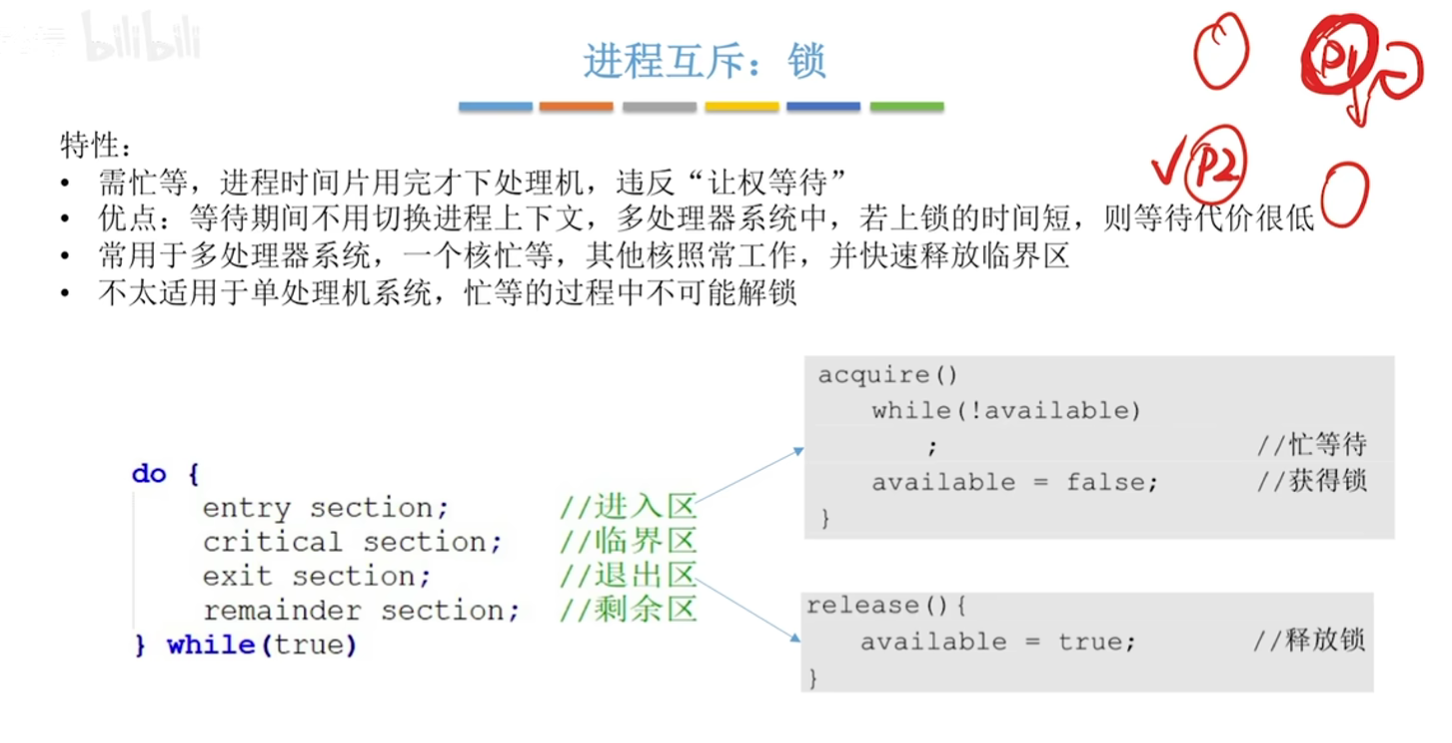 bilibili
进程互斥：锁
P1
P2
特性：
• 需忙等，进程时间片用完才下处理机，违反“让权等待”
• 优点：等待期间不用切换进程上下文，多处理器系统中，若上锁的时间短，则等待代价很低
• 常用于多处理器系统，一个核忙等，其他核照常工作，并快速释放临界区
• 不太适用于单处理机系统，忙等的过程中不可能解锁
do {
entry section; //进入区
critical section; //临界区
exit section; //退出区
remainder section; //剩余区
} while(true)
acquire()
while(!available)
; //忙等待
available = false; //获得锁
}
release(){
available = true; //释放锁
}